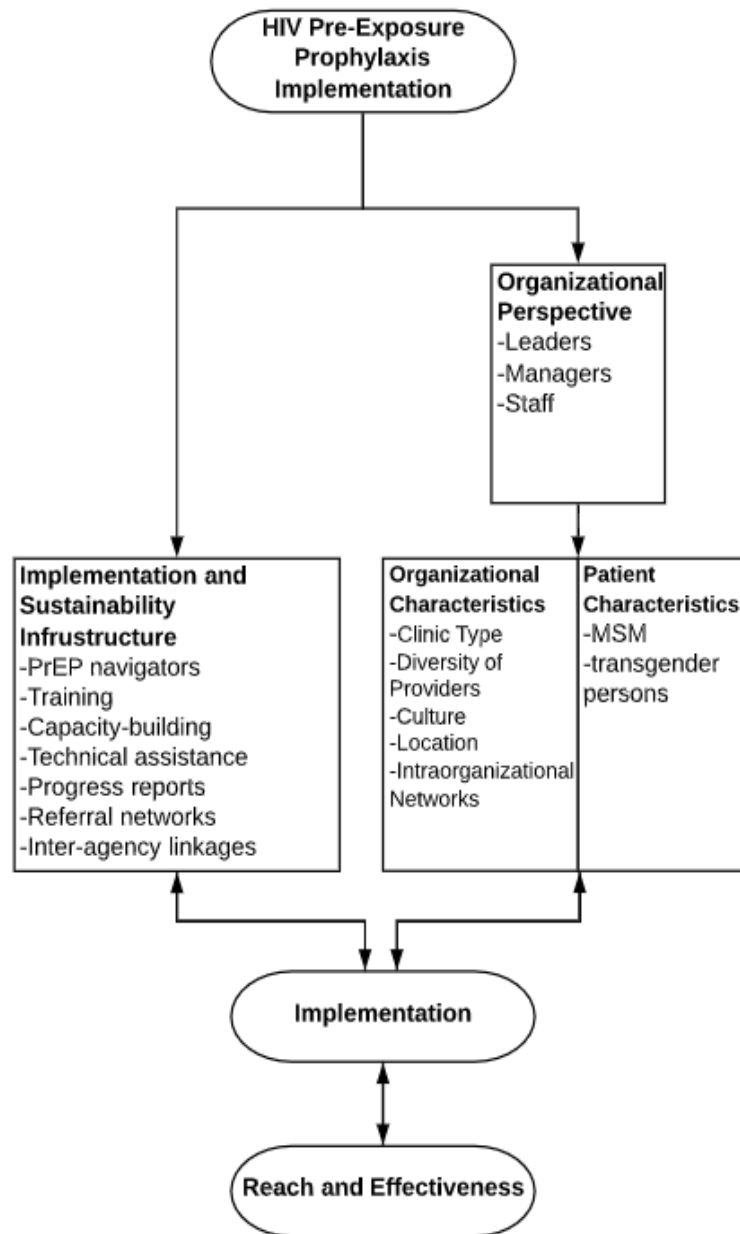 HIV Pre-Exposure
Prophylaxis
Implementation
Organizational
Perspective
-Leaders
-Managers
-Staff
Implementation and
Sustainability
Infrustructure
-PrEP navigators
-Training
-Capacity-building
-Technical assistance
-Progress reports
-Referral networks
-Inter-agency linkages
Organizational
Characteristics
-Clinic Type
-Diversity of
Providers
-Culture
-Location
-Intraorganizational
Networks
Patient
Characteristics
-MSM
-transgender
persons
Implementation
Reach and Effectiveness